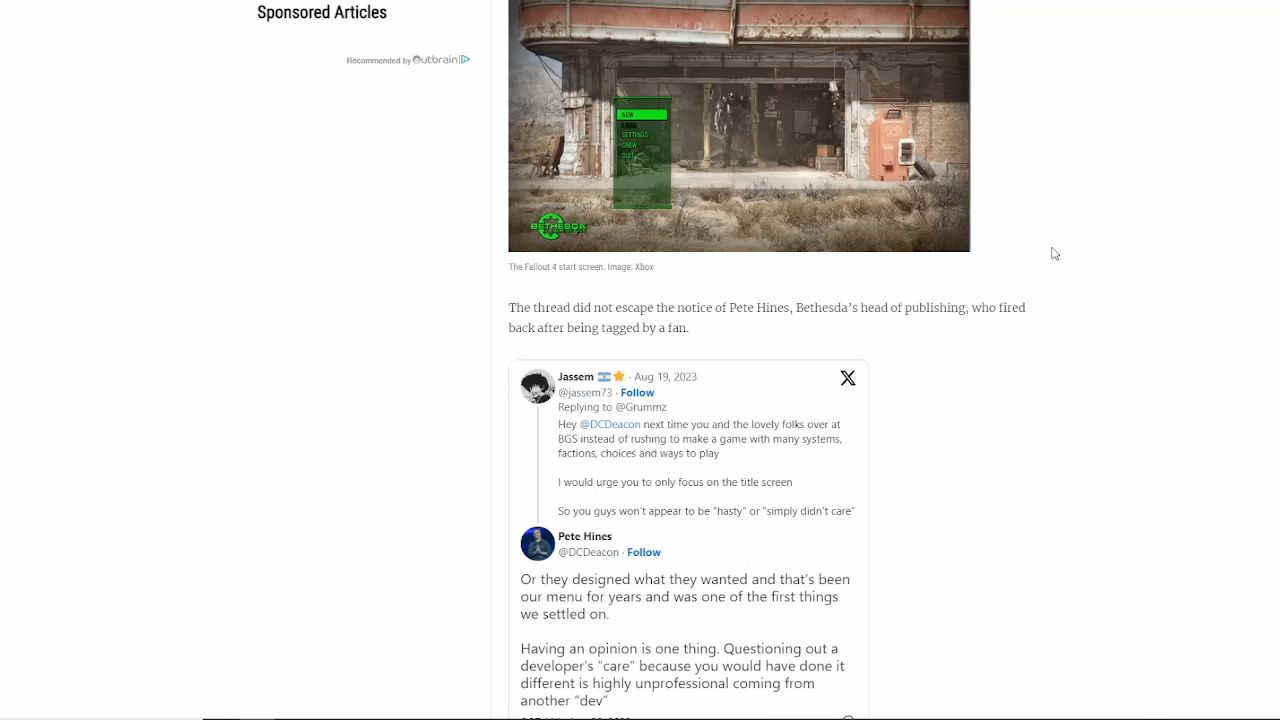 Sponsored Articles
Recommended by Outbrain
NEW
SETTINGS
CREW
QUIT
BETHESDA
The Fallout 4 start screen. Image: Xbox
The thread did not escape the notice of Pete Hines, Bethesda's head of publishing, who fired
back after being tagged by a fan.
Jassem · Aug 19, 2023
@jassem73 · Follow
Replying to @Grummz
Hey @DCDeacon next time you and the lovely folks over at
BGS instead of rushing to make a game with many systems,
factions, choices and ways to play
I would urge you to only focus on the title screen
So you guys won't appear to be "hasty" or "simply didn't care"
Pete Hines
@DCDeacon · Follow
Or they designed what they wanted and that's been
our menu for years and was one of the first things
we settled on.
Having an opinion is one thing. Questioning out a
developer's "care" because you would have done it
different is highly unprofessional coming from
another "dev"